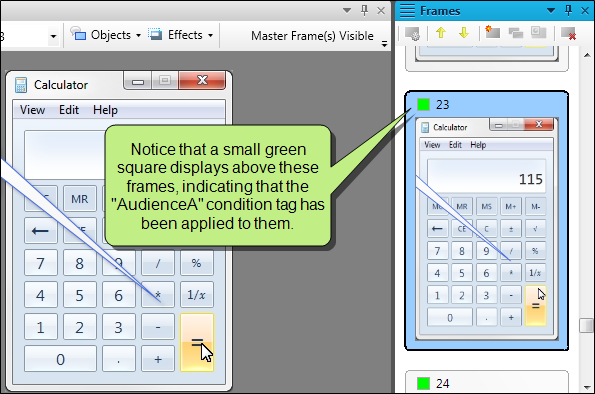 Frames
3
Objects
Effects
Master Frame(s) Visible
Calculator
View Edit Help
MR
7 8 9 / %
4 5 6 * 1/x
1 2 3 - =
0 . +
Notice that a small green
square displays above these
frames, indicating that the
"AudienceA" condition tag has
been applied to them.
23
Calculator
View Edit Help
115
MC MR MS M+ M-
← CE C ± √
7 8 9 / %
4 5 6 * 1/x
1 2 3 - =
0 . +
24